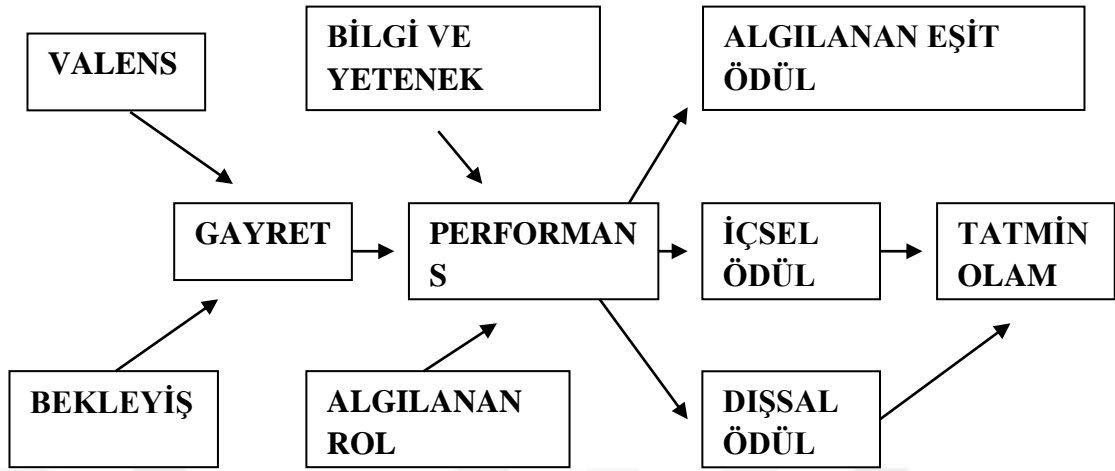 VALENS
BİLGİ VE
YETENEK
ALGILANAN EŞİT
ÖDÜL
GAYRET
PERFORMAN
S
İÇSEL
ÖDÜL
TATMİN
OLAM
BEKLEYİŞ
ALGILANAN
ROL
DIŞSAL
ÖDÜL